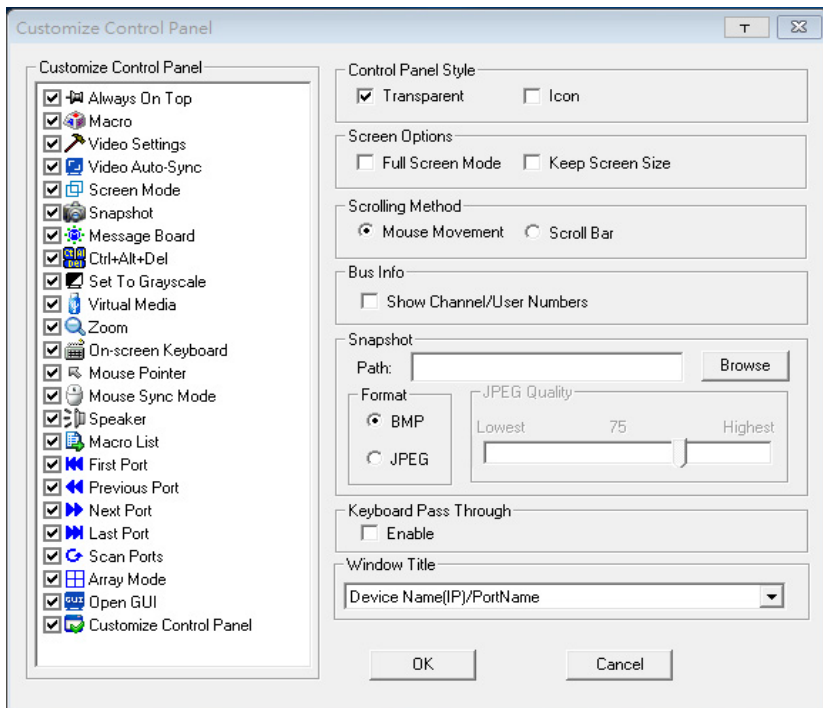 Customize Control Panel
Customize Control Panel
Always On Top
Macro
Video Settings
Video Auto-Sync
Screen Mode
Snapshot
Message Board
Ctrl+Alt+Del
Set To Grayscale
Virtual Media
Zoom
On-screen Keyboard
Mouse Pointer
Mouse Sync Mode
Speaker
Macro List
First Port
Previous Port
Next Port
Last Port
Scan Ports
Array Mode
Open GUI
Customize Control Panel
Control Panel Style
Transparent Icon
Screen Options
Full Screen Mode Keep Screen Size
Scrolling Method
Mouse Movement Scroll Bar
Bus Info
Show Channel/User Numbers
Snapshot
Path: Browse
Format
BMP
JPEG
JPEG Quality
Lowest 75 Highest
Keyboard Pass Through
Enable
Window Title
Device Name(IP)/PortName
OK Cancel